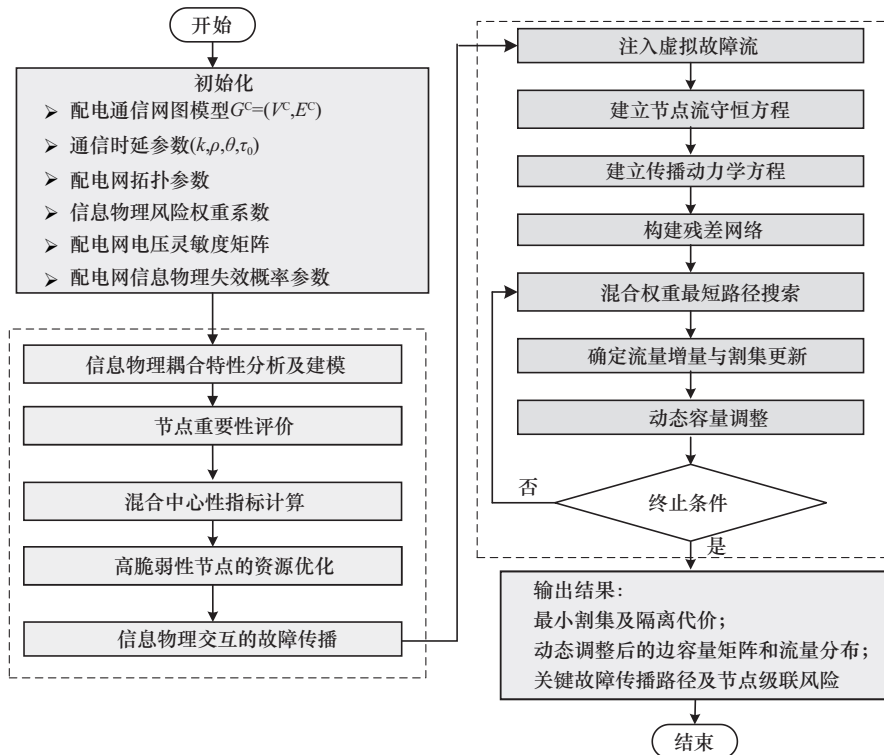 开始
初始化
➢ 配电通信网图模型Gᶜ=(Vᶜ,Eᶜ)
➢ 通信时延参数(k,ρ,θ,τ₀)
➢ 配电网拓扑参数
➢ 信息物理风险权重系数
➢ 配电网电压灵敏度矩阵
➢ 配电网信息物理失效概率参数
信息物理耦合特性分析及建模
节点重要性评价
混合中心性指标计算
高脆弱性节点的资源优化
信息物理交互的故障传播
注入虚拟故障流
建立节点流守恒方程
建立传播动力学方程
构建残差网络
混合权重最短路径搜索
确定流量增量与割集更新
动态容量调整
否
终止条件
是
输出结果：
最小割集及隔离代价；
动态调整后的边容量矩阵和流量分布；
关键故障传播路径及节点级联风险
结束